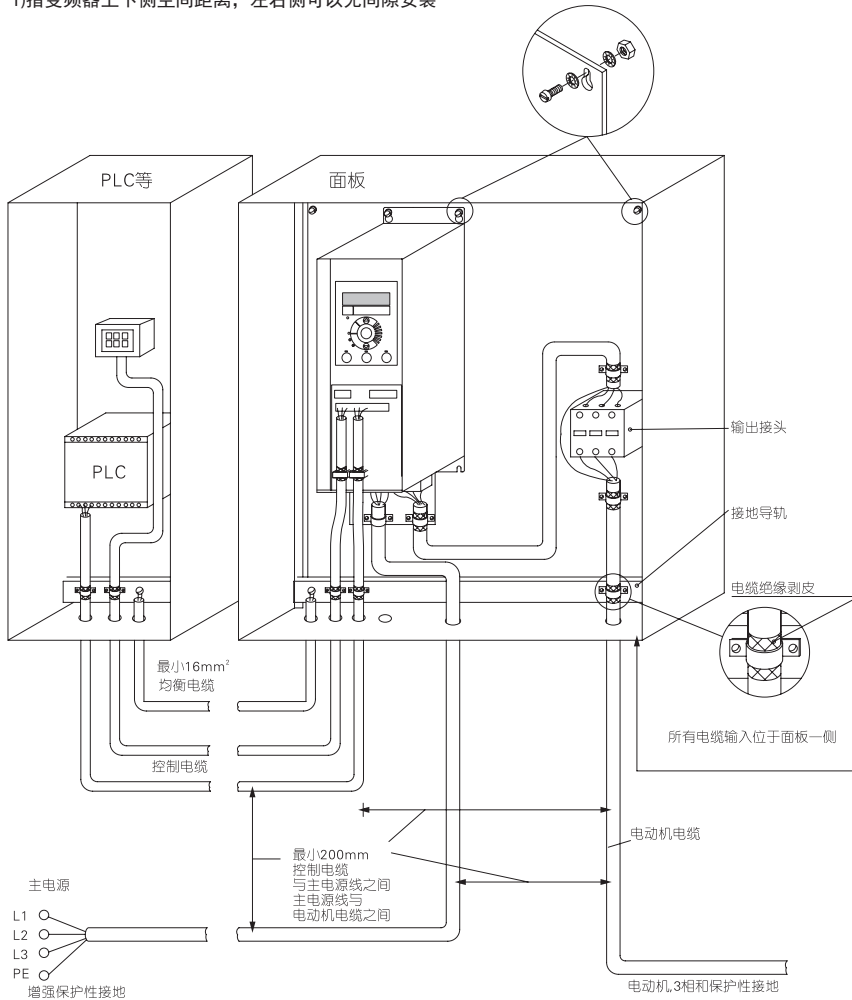 1)指变频器上下侧空间距离，左右侧可以无间隙安装
PLC等
面板
PLC
输出接头
接地导轨
电缆绝缘剥皮
最小16mm²
均衡电缆
所有电缆输入位于面板一侧
控制电缆
电动机电缆
最小200mm
控制电缆
与主电源线之间
主电源线与
电动机电缆之间
主电源
L1
L2
L3
PE
增强保护性接地
电动机,3相和保护性接地